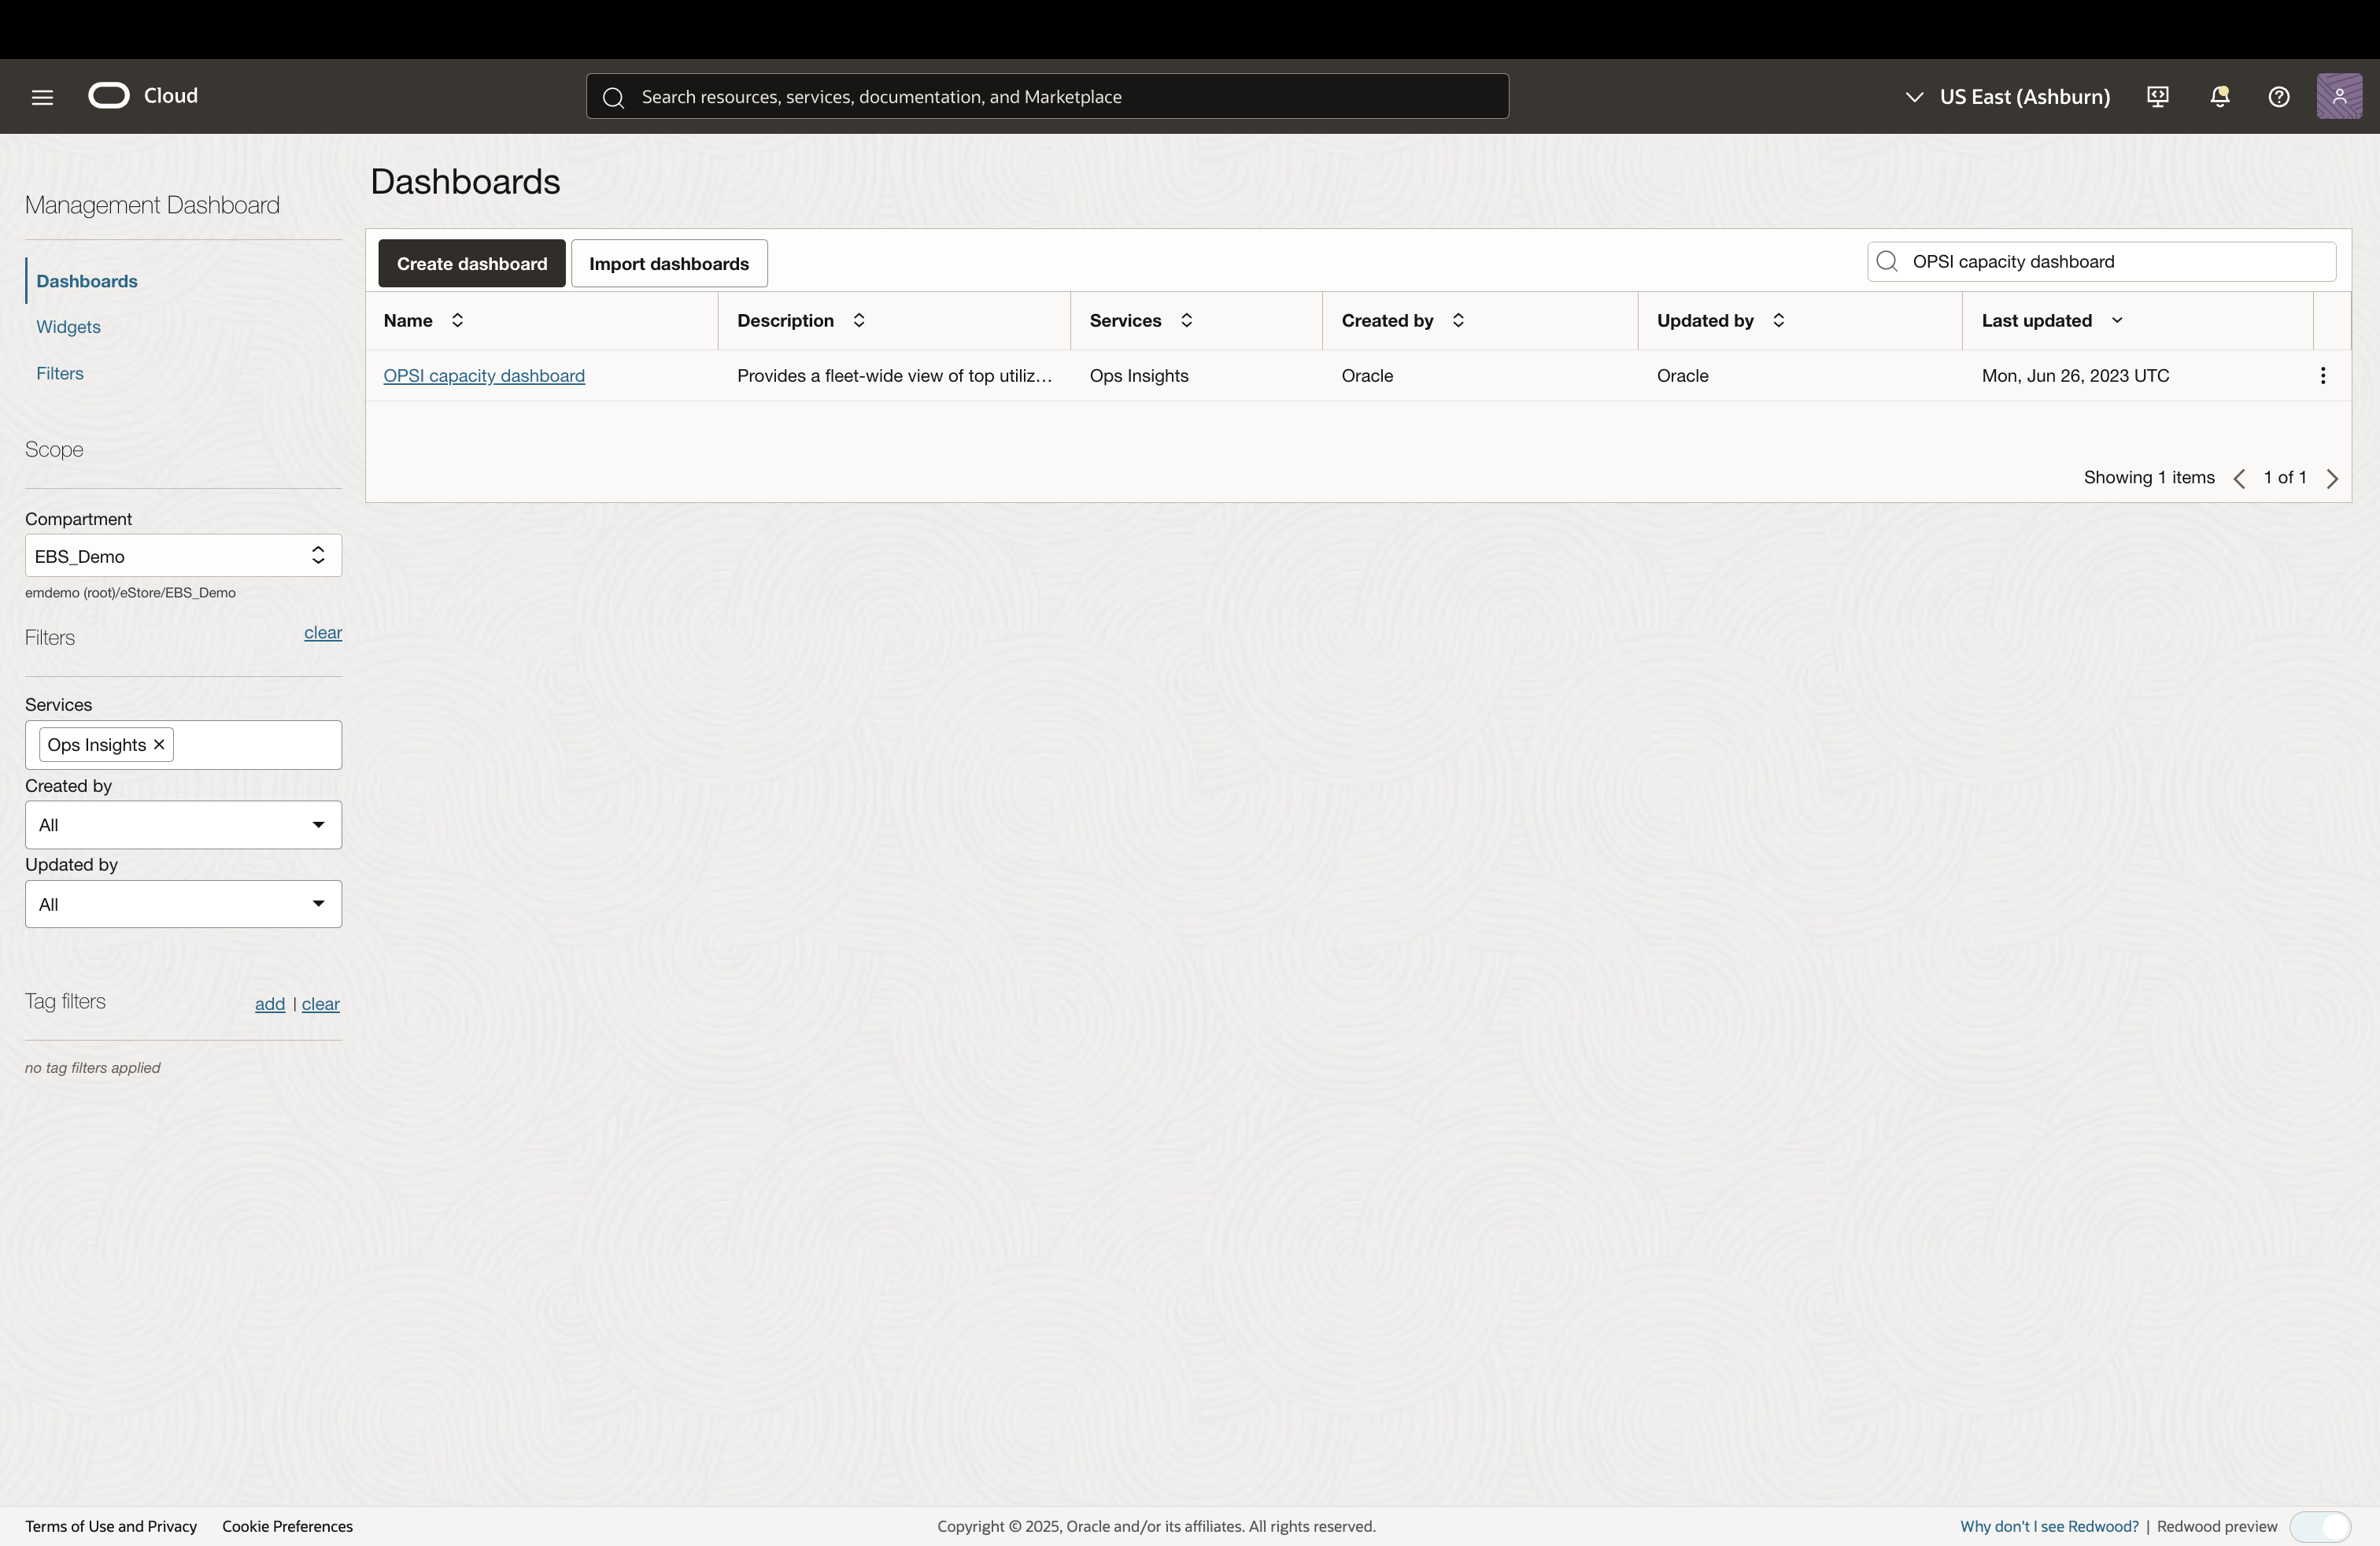 Cloud
Search resources, services, documentation, and Marketplace
US East (Ashburn)
Management Dashboard
Dashboards
Widgets
Filters
Scope
Compartment
EBS_Demo
emdemo (root)/eStore/EBS_Demo
Filters clear
Services
Ops Insights
Created by
All
Updated by
All
Tag filters add | clear
no tag filters applied
Dashboards
Create dashboard Import dashboards OPSI capacity dashboard
Name Description Services Created by Updated by Last updated
OPSI capacity dashboard Provides a fleet-wide view of top utiliz... Ops Insights Oracle Oracle Mon, Jun 26, 2023 UTC
Showing 1 items 1 of 1
Terms of Use and Privacy Cookie Preferences Copyright © 2025, Oracle and/or its affiliates. All rights reserved. Why don't I see Redwood? | Redwood preview